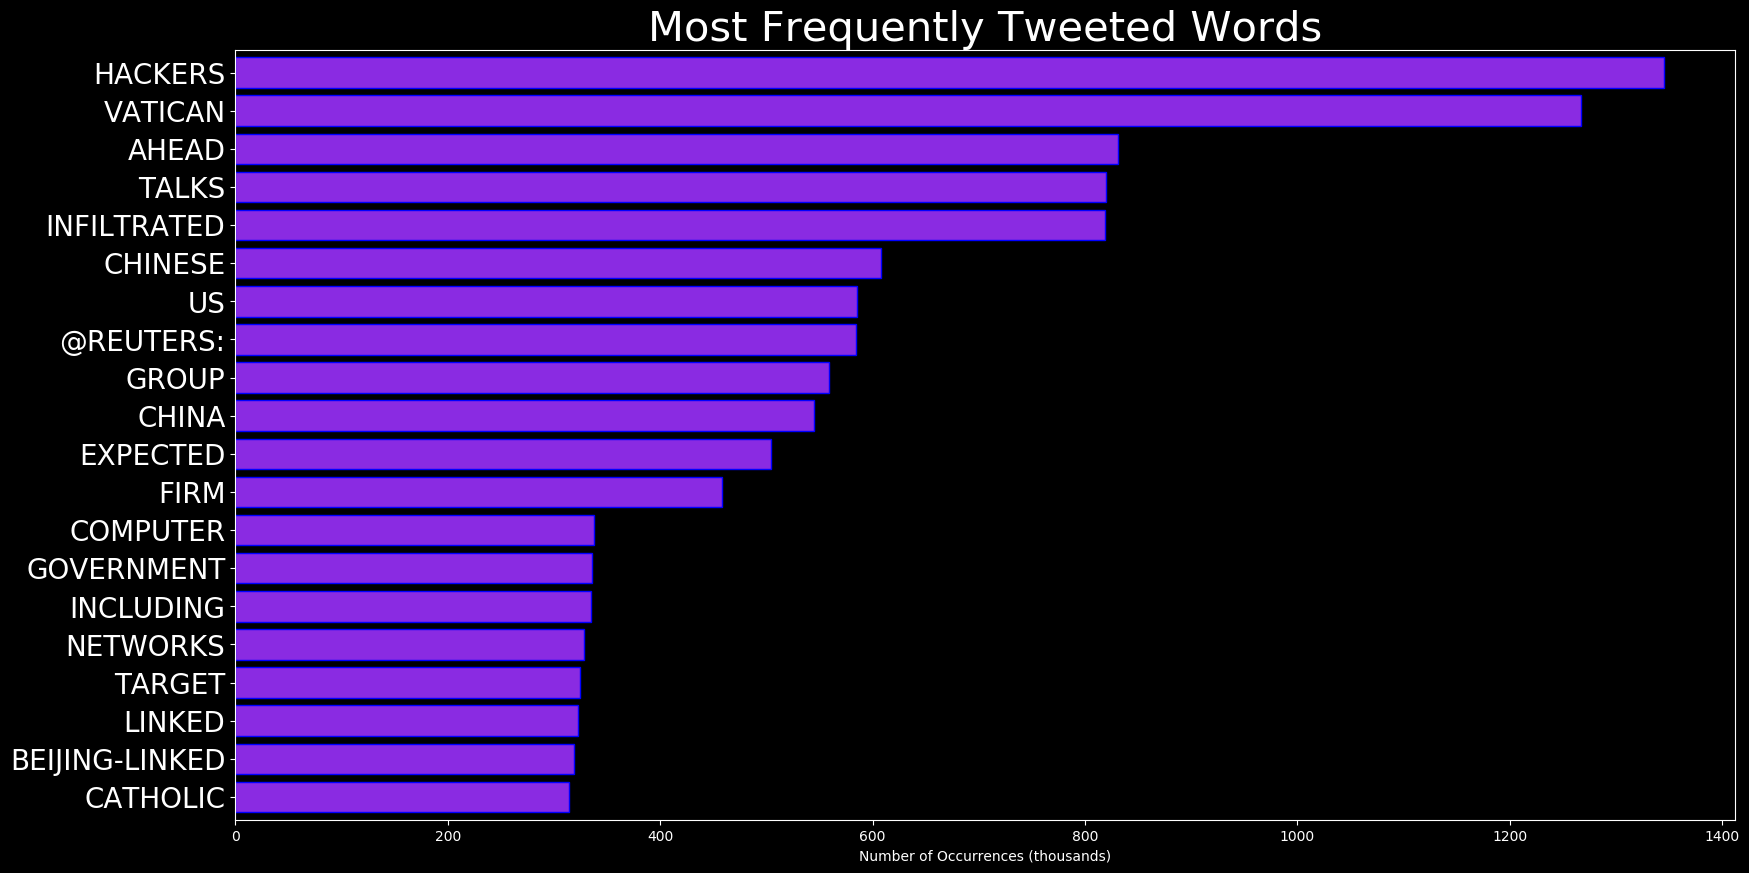 Most Frequently Tweeted Words
HACKERS
VATICAN
AHEAD
TALKS
INFILTRATED
CHINESE
US
@REUTERS:
GROUP
CHINA
EXPECTED
FIRM
COMPUTER
GOVERNMENT
INCLUDING
NETWORKS
TARGET
LINKED
BEIJING-LINKED
CATHOLIC
0 200 400 600 800 1000 1200 1400
Number of Occurrences (thousands)